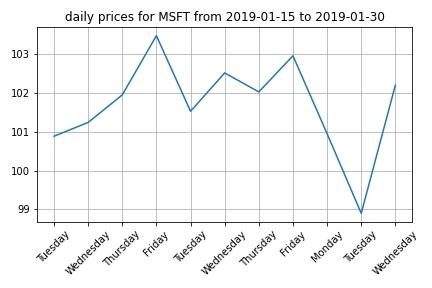 daily prices for MSFT from 2019-01-15 to 2019-01-30
103
102
101
100
99
Tuesday
Wednesday
Thursday
Friday
Tuesday
Wednesday
Thursday
Friday
Monday
Tuesday
Wednesday